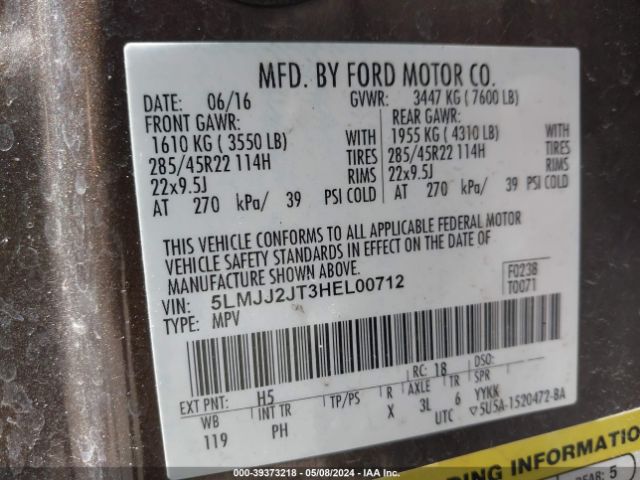 MFD. BY FORD MOTOR CO.
DATE: 06/16 GVWR: 3447 KG ( 7600 LB)
FRONT GAWR: REAR GAWR:
1610 KG ( 3550 LB) WITH 1955 KG ( 4310 LB) WITH
285/45R22 114H TIRES 285/45R22 114H TIRES
22x9.5J RIMS 22x9.5J RIMS
AT 270 kPa/ 39 PSI COLD AT 270 kPa/ 39 PSI COLD
THIS VEHICLE CONFORMS TO ALL APPLICABLE FEDERAL MOTOR
VEHICLE SAFETY STANDARDS IN EFFECT ON THE DATE OF
MANUFACTURE SHOWN ABOVE.
VIN: 5LMJJ2JT3HEL00712 F0238
TYPE: MPV T0071
RC: 18 DSO:
EXT PNT: H5
WB INT TR TP/PS R AXLE TR SPR
119 PH X 3L 6 YYKK
UTC ▽5USA-1520472-BA
DING INFORMATION
REAR: 5
000-39373218 - 05/08/2024 - IAA Inc.